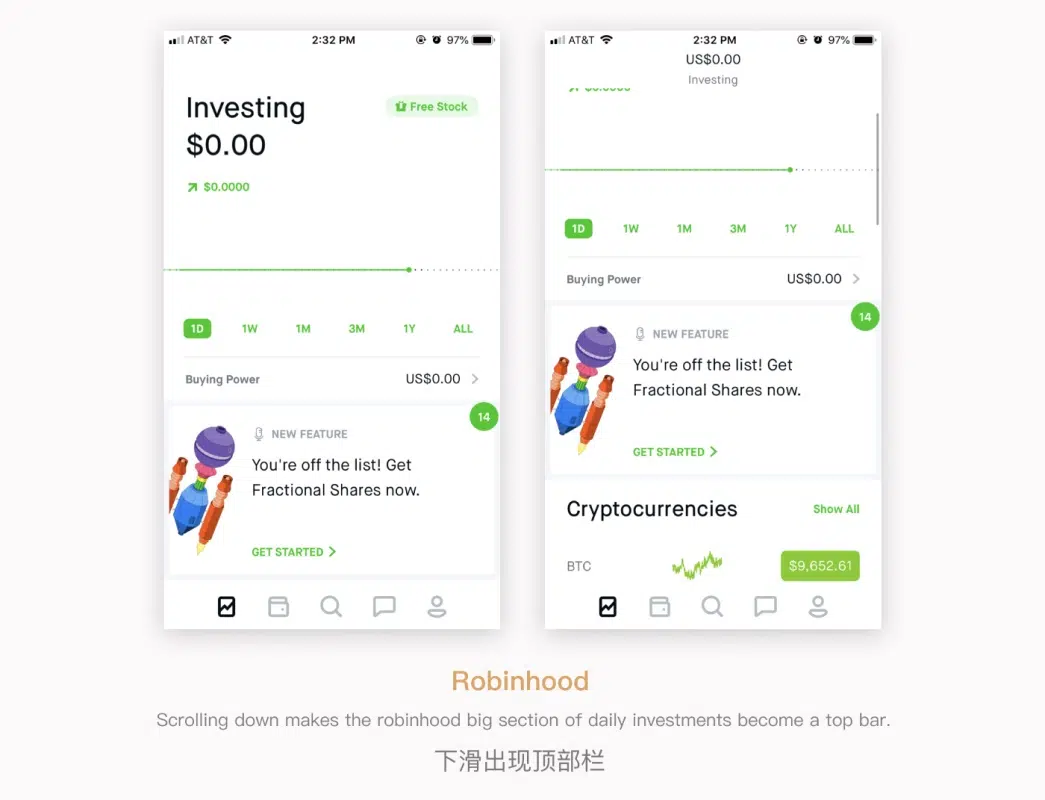 AT&T 2:32 PM 97%
Investing
Free Stock
$0.00
$0.0000
1D 1W 1M 3M 1Y ALL
Buying Power US$0.00
14
NEW FEATURE
You're off the list! Get
Fractional Shares now.
GET STARTED
AT&T 2:32 PM 97%
US$0.00
Investing
$0.0000
1D 1W 1M 3M 1Y ALL
Buying Power US$0.00
14
NEW FEATURE
You're off the list! Get
Fractional Shares now.
GET STARTED
Cryptocurrencies Show All
BTC $9,652.61
Robinhood
Scrolling down makes the robinhood big section of daily investments become a top bar.
下滑出现顶部栏